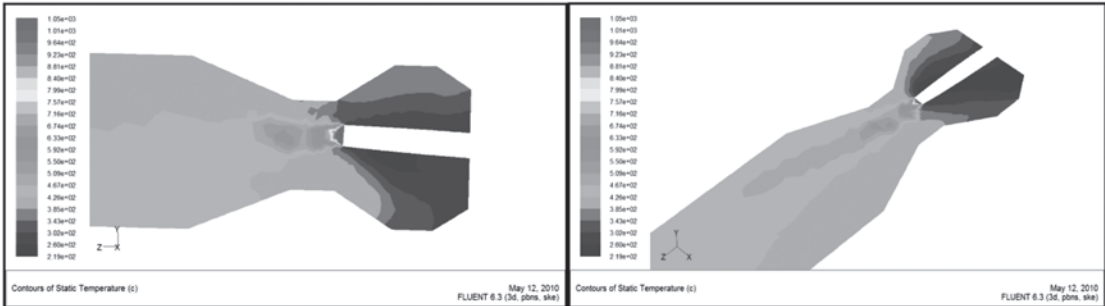 1.05e+03
1.01e+03
9.64e+02
9.23e+02
8.81e+02
8.40e+02
7.99e+02
7.57e+02
7.16e+02
6.74e+02
6.33e+02
5.92e+02
5.50e+02
5.09e+02
4.67e+02
4.26e+02
3.85e+02
3.43e+02
3.02e+02
2.60e+02
2.19e+02
Y
Z X
Contours of Static Temperature (c)
May 12, 2010
FLUENT 6.3 (3d, pbns, ske)
1.05e+03
1.01e+03
9.64e+02
9.23e+02
8.81e+02
8.40e+02
7.99e+02
7.57e+02
7.16e+02
6.74e+02
6.33e+02
5.92e+02
5.50e+02
5.09e+02
4.67e+02
4.26e+02
3.85e+02
3.43e+02
3.02e+02
2.60e+02
2.19e+02
Y
Z X
Contours of Static Temperature (c)
May 12, 2010
FLUENT 6.3 (3d, pbns, ske)